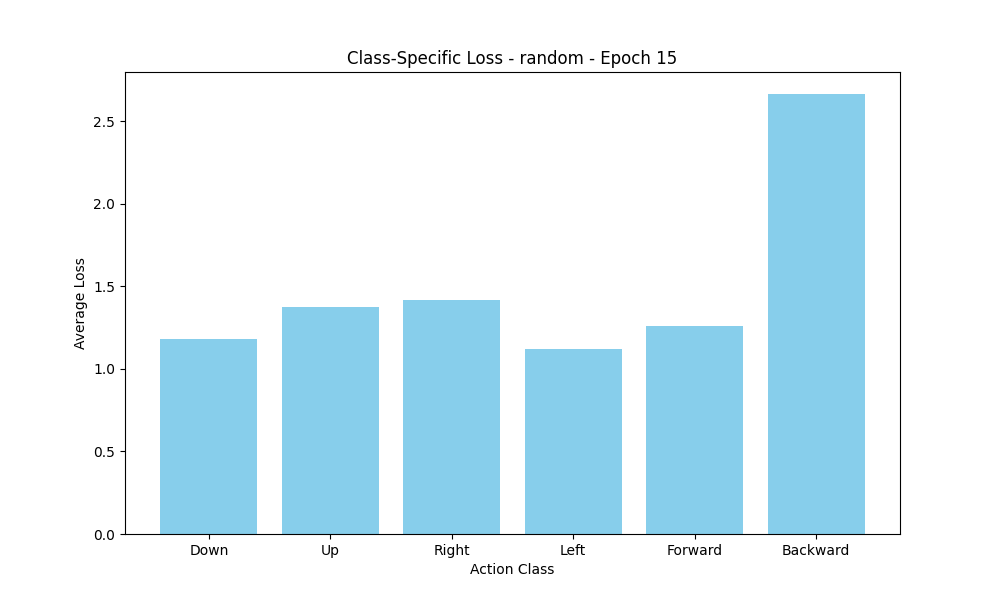 Class-Specific Loss - random - Epoch 15
Average Loss
2.5
2.0
1.5
1.0
0.5
0.0
Down Up Right Left Forward Backward
Action Class